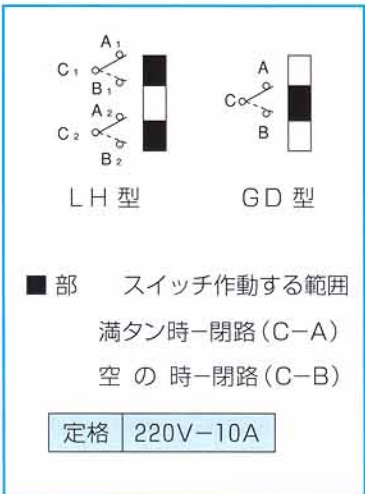 A1
C1
B1
A2
C2
B2
LH型
A
C
B
GD型
■部 スイッチ作動する範囲
満タン時－閉路(C－A)
空の時－閉路(C－B)
定格 220V－10A